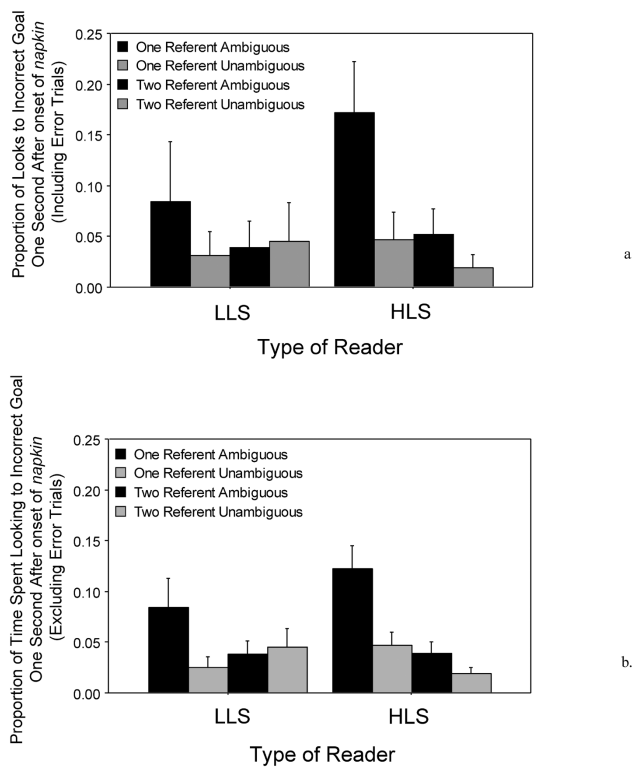 Proportion of Looks to Incorrect Goal
One Second After onset of napkin
(Including Error Trials)
0.25
0.20
0.15
0.10
0.05
0.00
One Referent Ambiguous
One Referent Unambiguous
Two Referent Ambiguous
Two Referent Unambiguous
LLS HLS
Type of Reader
a
Proportion of Time Spent Looking to Incorrect Goal
One Second After onset of napkin
(Excluding Error Trials)
0.25
0.20
0.15
0.10
0.05
0.00
One Referent Ambiguous
One Referent Unambiguous
Two Referent Ambiguous
Two Referent Unambiguous
LLS HLS
Type of Reader
b.